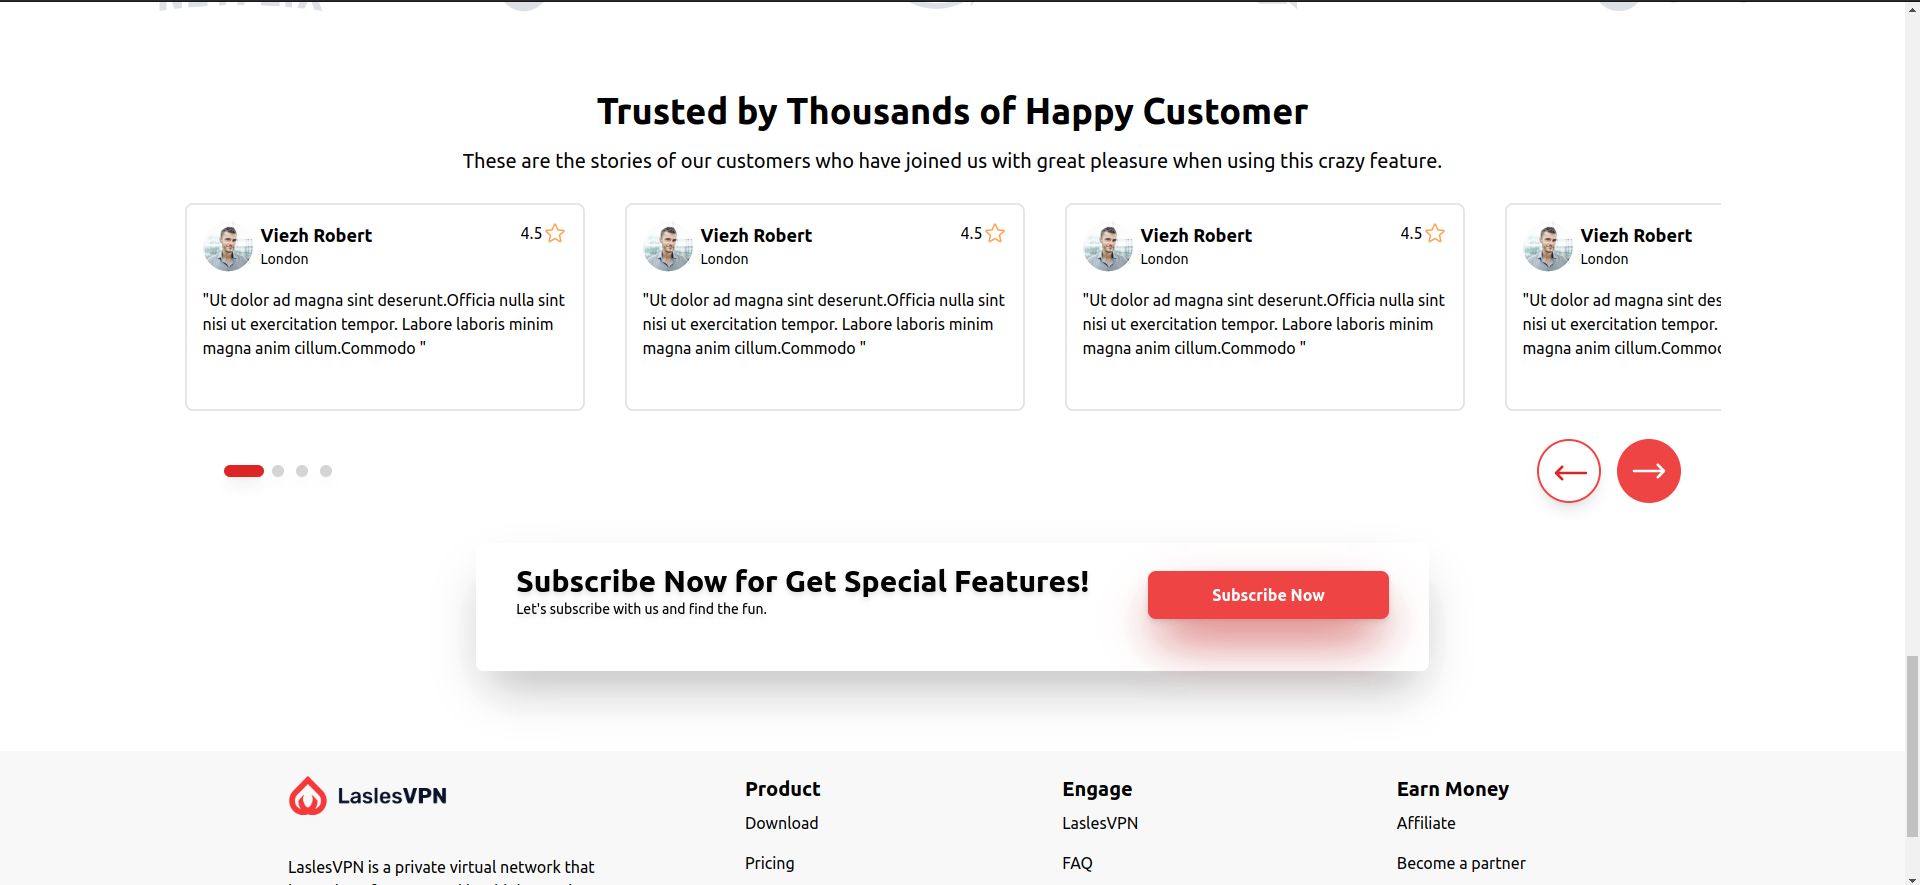 Trusted by Thousands of Happy Customer
These are the stories of our customers who have joined us with great pleasure when using this crazy feature.
Viezh Robert
4.5
London
"Ut dolor ad magna sint deserunt.Officia nulla sint
nisi ut exercitation tempor. Labore laboris minim
magna anim cillum.Commodo "
Viezh Robert
4.5
London
"Ut dolor ad magna sint deserunt.Officia nulla sint
nisi ut exercitation tempor. Labore laboris minim
magna anim cillum.Commodo "
Viezh Robert
4.5
London
"Ut dolor ad magna sint deserunt.Officia nulla sint
nisi ut exercitation tempor. Labore laboris minim
magna anim cillum.Commodo "
Viezh Robert
London
"Ut dolor ad magna sint des
nisi ut exercitation tempor.
magna anim cillum.Commo
Subscribe Now for Get Special Features!
Let's subscribe with us and find the fun.
Subscribe Now
LaslesVPN
LaslesVPN is a private virtual network that
Product
Download
Pricing
Engage
LaslesVPN
FAQ
Earn Money
Affiliate
Become a partner